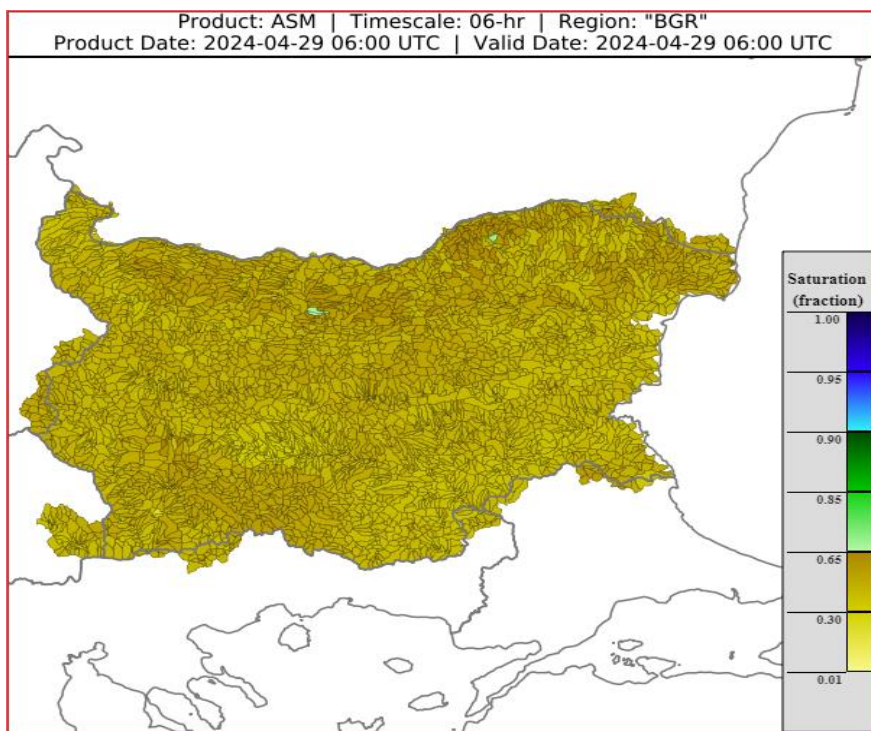 Product: ASM | Timescale: 06-hr | Region: "BGR"
Product Date: 2024-04-29 06:00 UTC | Valid Date: 2024-04-29 06:00 UTC
Saturation
(fraction)
1.00
0.95
0.90
0.85
0.65
0.30
0.01